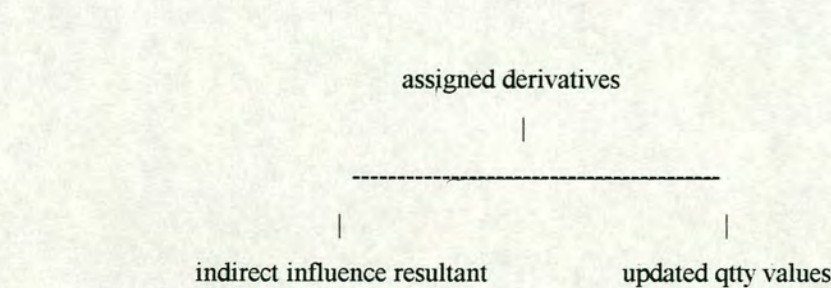 assigned derivatives
indirect influence resultant updated qtty values